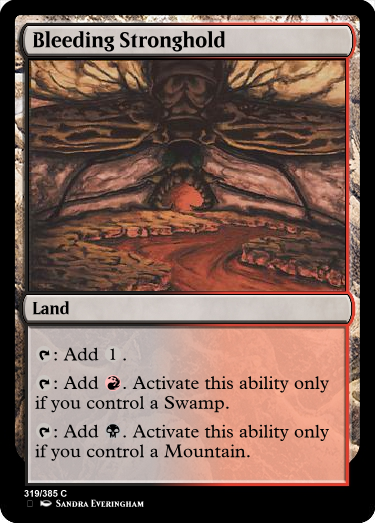 Bleeding Stronghold
Land
: Add 1 .
: Add . Activate this ability only
if you control a Swamp.
: Add . Activate this ability only
if you control a Mountain.
319/385 C
Sandra Everingham